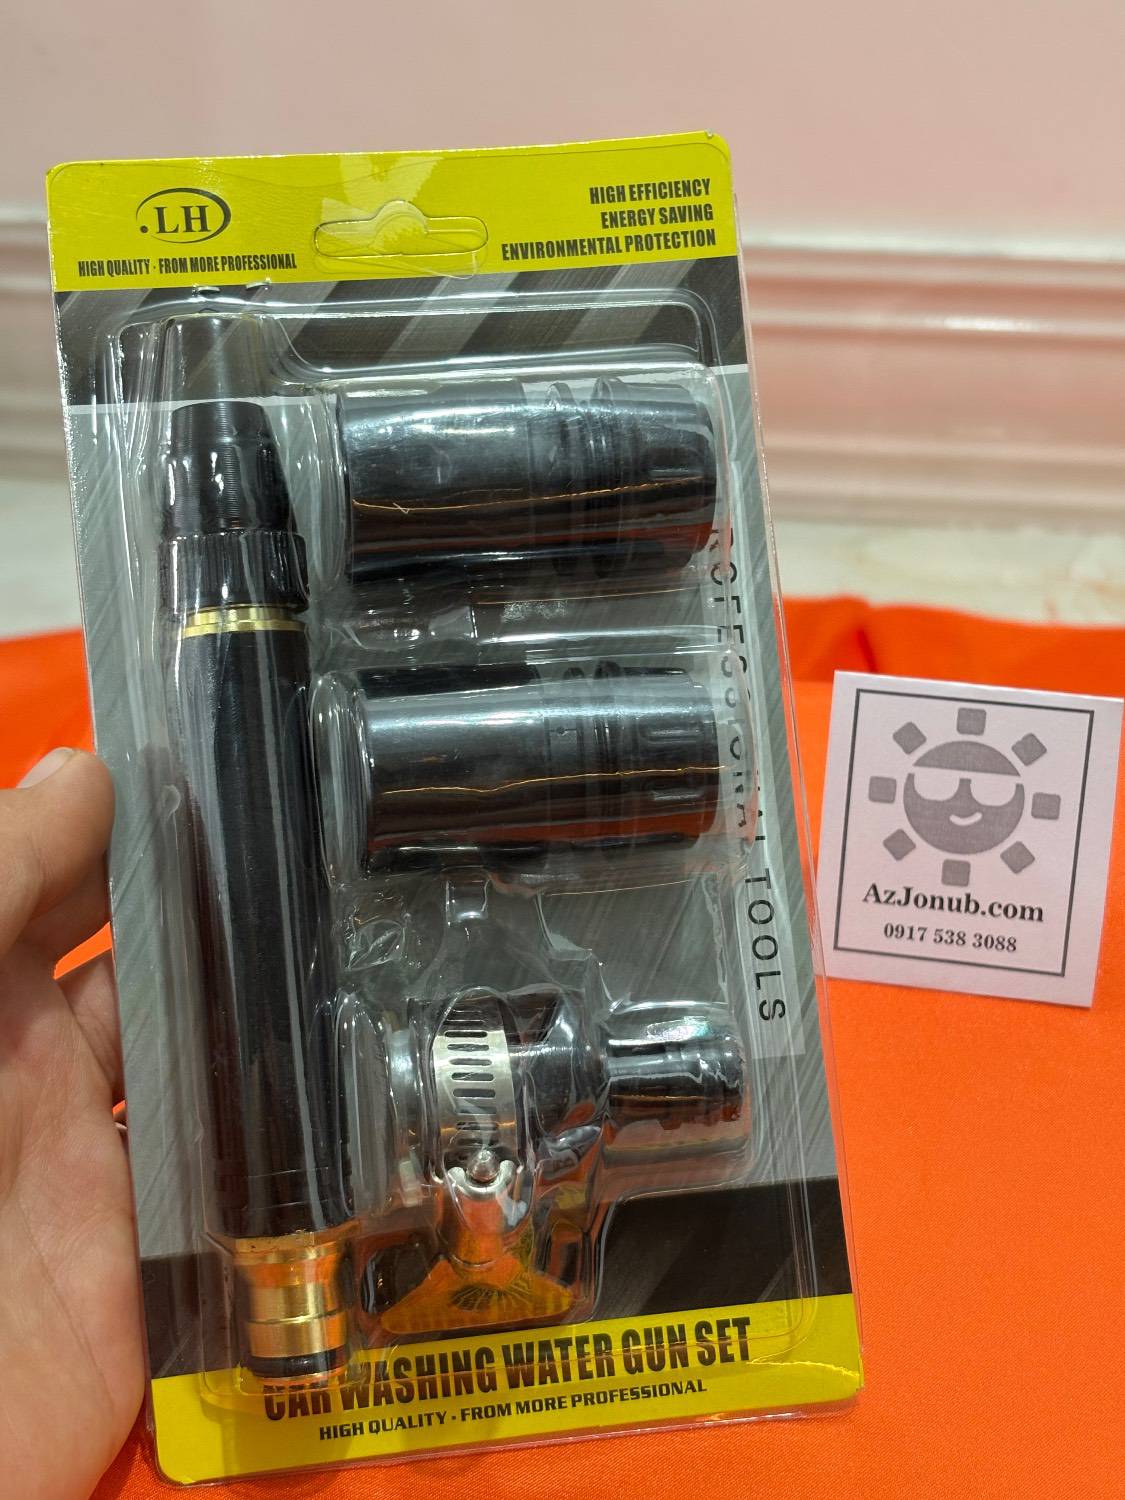 .LH
HIGH QUALITY · FROM MORE PROFESSIONAL
HIGH EFFICIENCY
ENERGY SAVING
ENVIRONMENTAL PROTECTION
PROFESSIONAL TOOLS
AzJonub.com
0917 538 3088
CAR WASHING WATER GUN SET
HIGH QUALITY · FROM MORE PROFESSIONAL